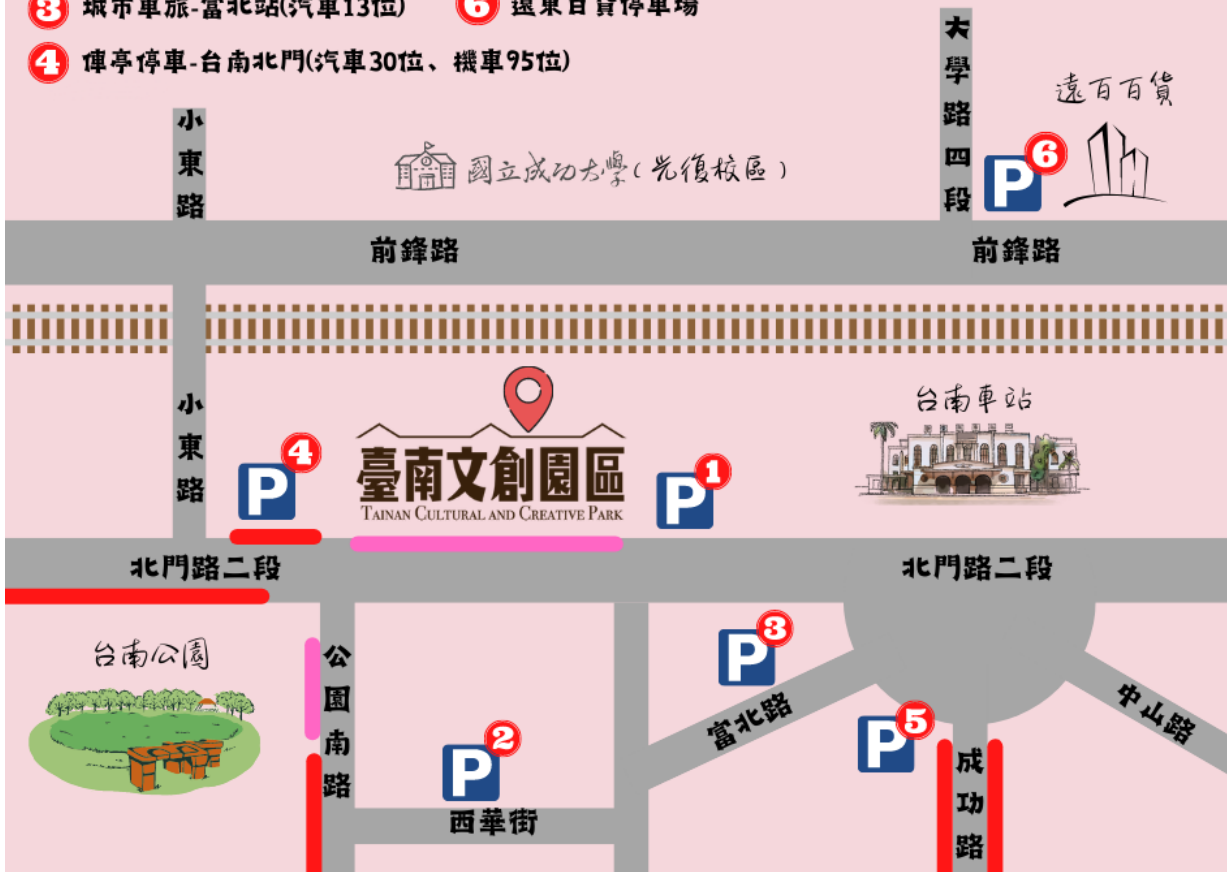 3 城市車旅-富北站(汽車13位)
6 遠東百貨停車場
4 俥亭停車-台南北門(汽車30位、機車95位)
大學路四段
遠百百貨
小東路
國立成功大學(光復校區)
P 6
前鋒路
前鋒路
台南車站
小東路
P 4
臺南文創園區
TAINAN CULTURAL AND CREATIVE PARK
P 1
北門路二段
北門路二段
台南公園
公園南路
P 3
富北路
中山路
P 5
P 2
成功路
西華街